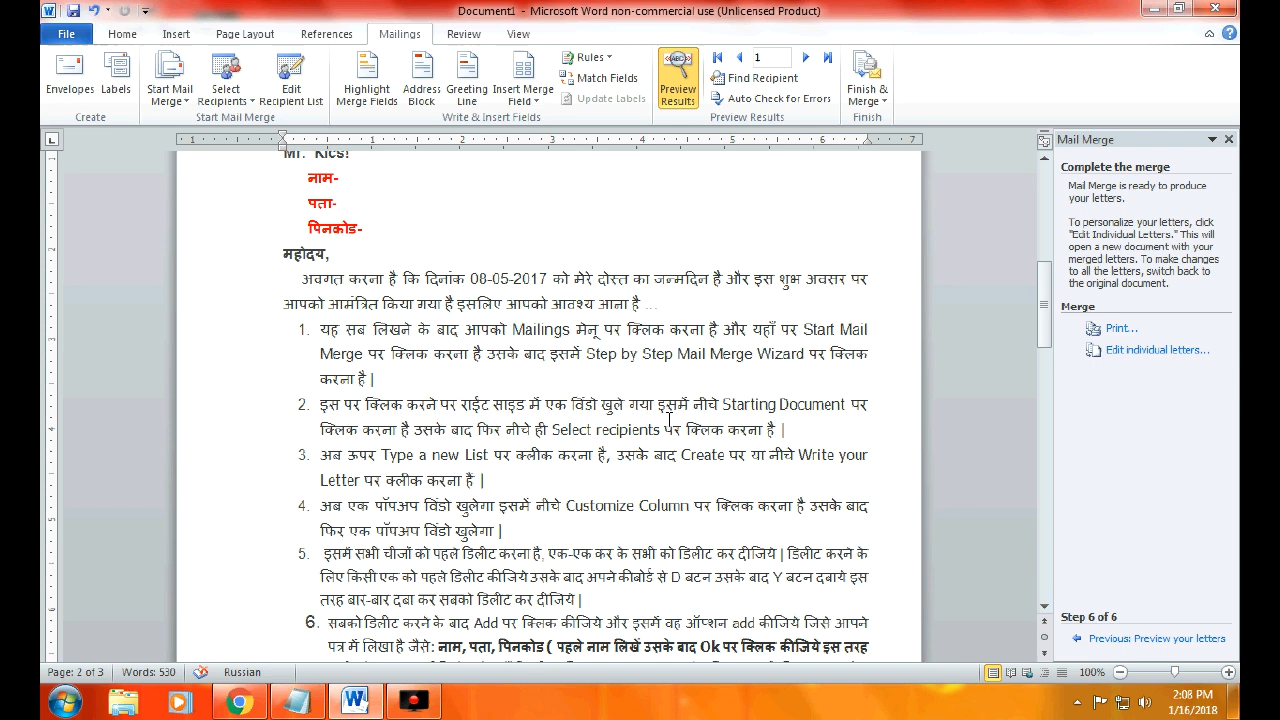 Document1 - Microsoft Word non-commercial use (Unlicensed Product)
File Home Insert Page Layout References Mailings Review View
Envelopes Labels Start Mail Merge Select Recipients Edit Recipient List Highlight Merge Fields Address Block Greeting Line Insert Merge Field Rules Match Fields Update Labels Preview Results 1 Find Recipient Auto Check for Errors Finish & Merge
Create Start Mail Merge Write & Insert Fields Preview Results Finish
Mr. Kics!
नाम-
पता-
पिनकोड-
महोदय,
अवगत करना है कि दिनांक 08-05-2017 को मेरे दोस्त का जन्मदिन है और इस शुभ अवसर पर
आपको आमंत्रित किया गया है इसलिए आपको आवश्य आना है ...
1. यह सब लिखने के बाद आपको Mailings मेनू पर क्लिक करना है और यहाँ पर Start Mail
Merge पर क्लिक करना है उसके बाद इसमें Step by Step Mail Merge Wizard पर क्लिक
करना है |
2. इस पर क्लिक करने पर राईट साइड में एक विंडो खुले गया इसमें नीचे Starting Document पर
क्लिक करना है उसके बाद फिर नीचे ही Select recipients पर क्लिक करना है |
3. अब ऊपर Type a new List पर क्लीक करना है, उसके बाद Create पर या नीचे Write your
Letter पर क्लीक करना हैं |
4. अब एक पॉपअप विंडो खुलेगा इसमें नीचे Customize Column पर क्लिक करना है उसके बाद
फिर एक पॉपअप विंडो खुलेगा |
5. इसमें सभी चीजों को पहले डिलीट करना है, एक-एक कर के सभी को डिलीट कर दीजिये | डिलीट करने के
लिए किसी एक को पहले डिलीट कीजिये उसके बाद अपने कीबोर्ड से D बटन उसके बाद Y बटन दबाये इस
तरह बार-बार दबा कर सबको डिलीट कर दीजिये |
6. सबको डिलीट करने के बाद Add पर क्लिक कीजिये और इसमें वह ऑप्शन add कीजिये जिसे आपने
पत्र में लिखा है जैसे: नाम, पता, पिनकोड ( पहले नाम लिखें उसके बाद Ok पर क्लिक कीजिये इस तरह
Mail Merge
Complete the merge
Mail Merge is ready to produce
your letters.
To personalize your letters, click
"Edit Individual Letters." This will
open a new document with your
merged letters. To make changes
to all the letters, switch back to
the original document.
Merge
Print...
Edit individual letters...
Step 6 of 6
Previous: Preview your letters
Page: 2 of 3 Words: 530 Russian 100%
2:08 PM
1/16/2018